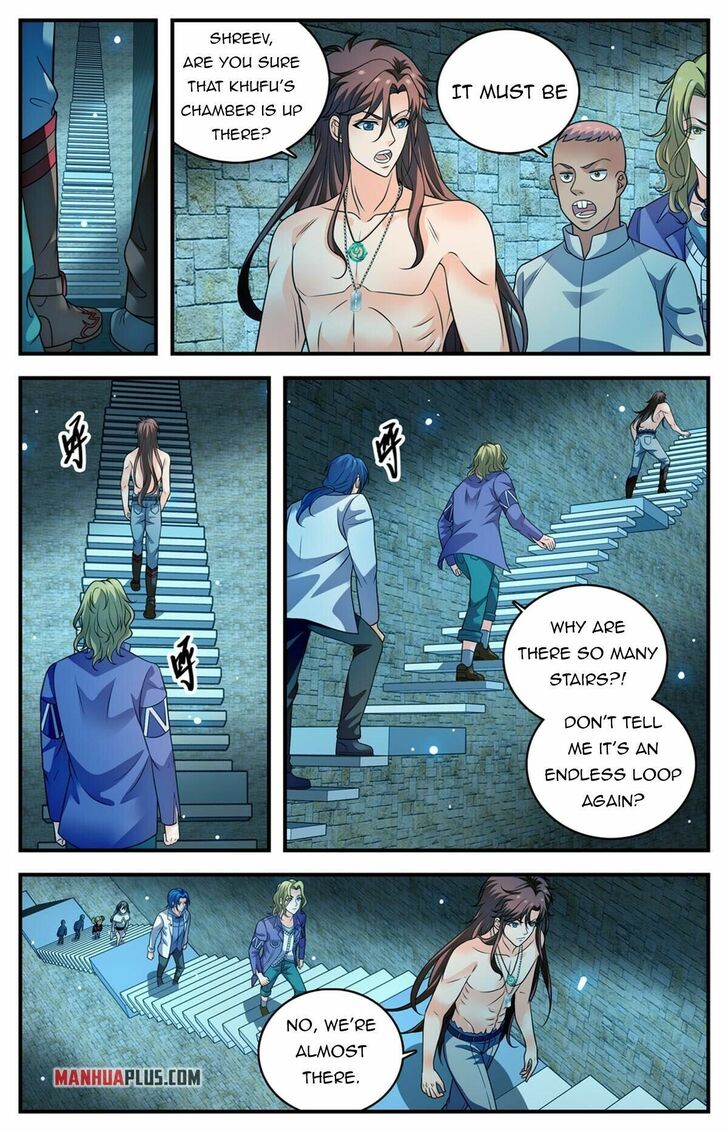 SHREEV,
ARE YOU SURE
THAT KHUFU'S
CHAMBER IS UP
THERE?
IT MUST BE
呼
呼
呼
WHY ARE
THERE SO MANY
STAIRS?!
DON'T TELL
ME IT'S AN
ENDLESS LOOP
AGAIN?
NO, WE'RE
ALMOST
THERE.
MANHUAPLUS.COM